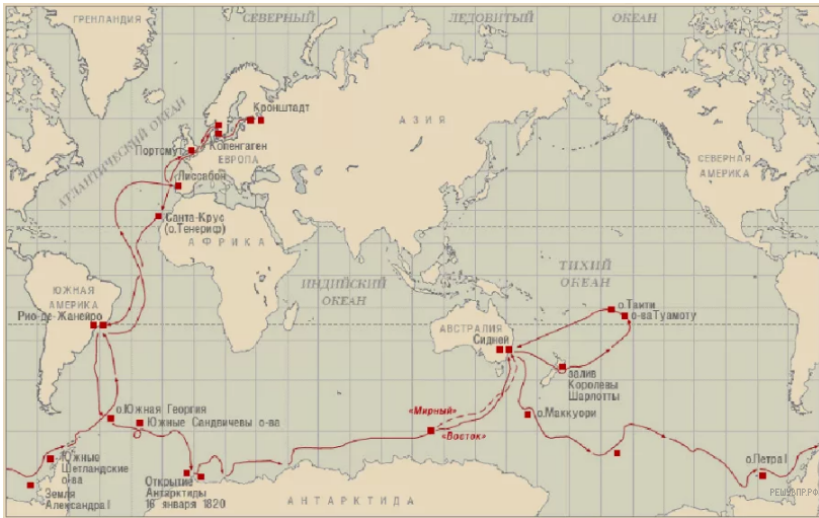 ГРЕНЛАНДИЯ
СЕВЕРНЫЙ
ЛЕДОВИТЫЙ
ОКЕАН
Кронштадт
АЗИЯ
Копенгаген
Портсмут
ЕВРОПА
СЕВЕРНАЯ
АМЕРИКА
АТЛАНТИЧЕСКИЙ ОКЕАН
Лиссабон
Санта-Крус
(о.Тенериф)
АФРИКА
ТИХИЙ
ОКЕАН
ИНДИЙСКИЙ
ОКЕАН
ЮЖНАЯ
АМЕРИКА
Рио-де-Жанейро
о.Таити
о-ва Туамоту
АВСТРАЛИЯ
Сидней
залив
Королевы
Шарлотты
«Мирный»
о.Маккуори
о.Южная Георгия
Южные Сандвичевы о-ва
«Восток»
Южные
Шетландские
о-ва
о.Петра I
Земля
Александра I
Открытие
Антарктиды
16 января 1820
АНТАРКТИДА
РЕШУВПР.РФ